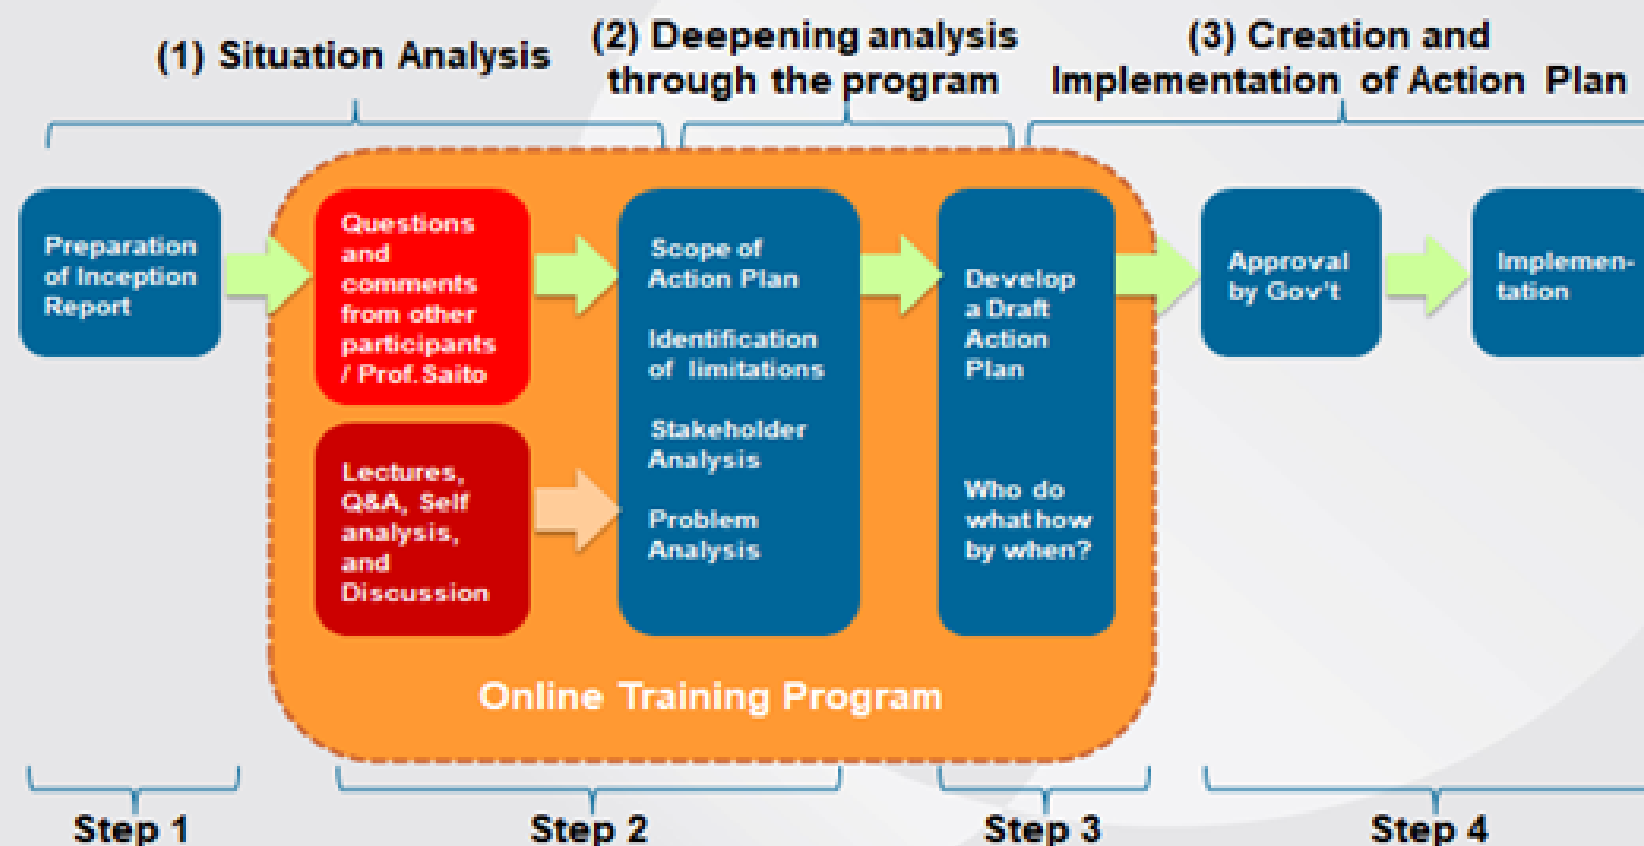 (1) Situation Analysis
(2) Deepening analysis
through the program
(3) Creation and
Implementation of Action Plan
Preparation
of Inception
Report
Questions
and
comments
from other
participants
/ Prof. Saito
Lectures,
Q&A, Self
analysis,
and
Discussion
Scope of
Action Plan
Identification
of limitations
Stakeholder
Analysis
Problem
Analysis
Develop
a Draft
Action
Plan
Who do
what how
by when?
Approval
by Gov't
Implemen-
tation
Online Training Program
Step 1
Step 2
Step 3
Step 4